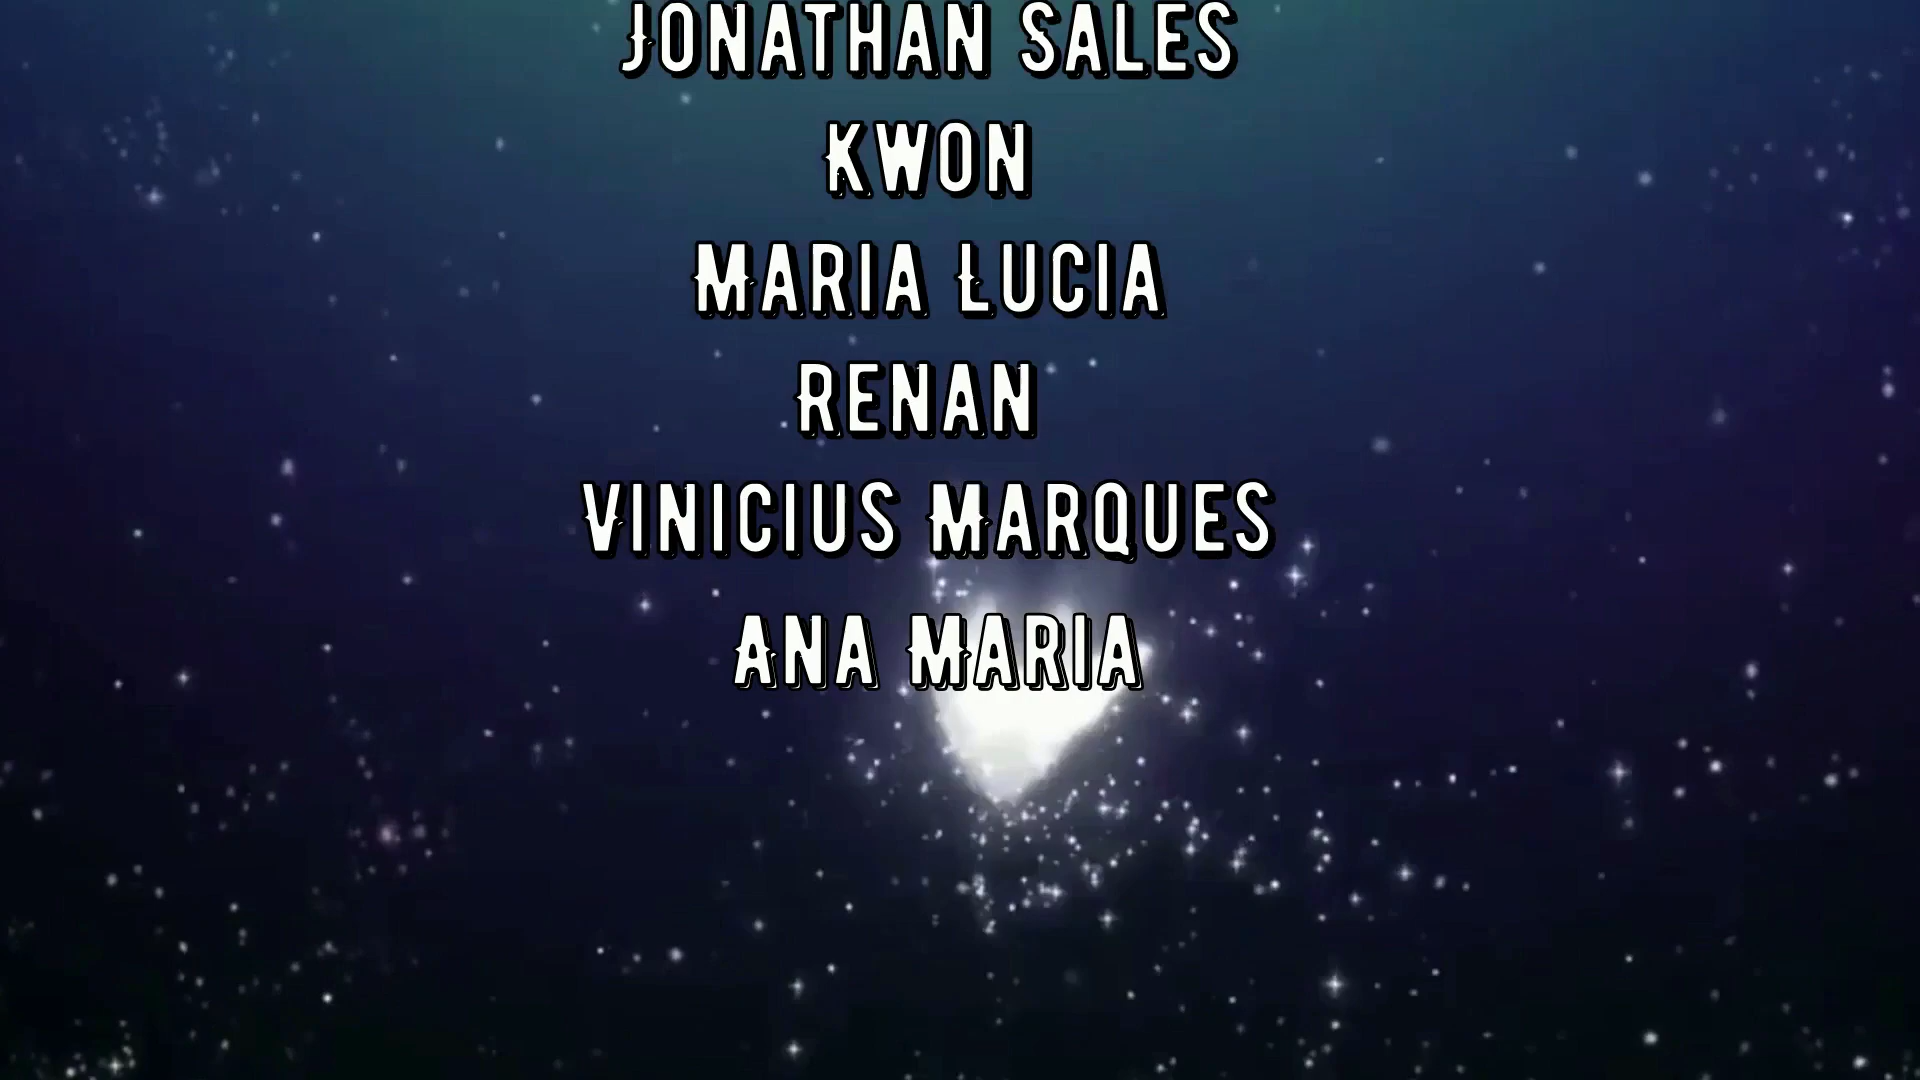 Jonathan Sales
Kwon
Maria Lucia
Renan
Vinicius Marques
Ana Maria